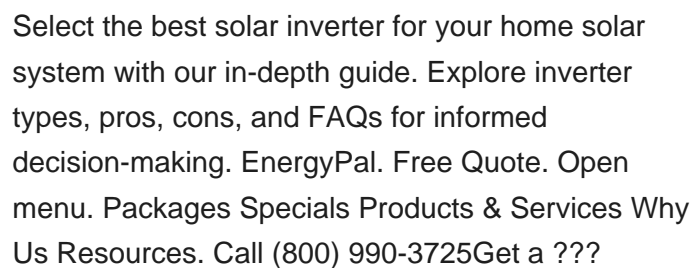 Select the best solar inverter for your home solar
system with our in-depth guide. Explore inverter
types, pros, cons, and FAQs for informed
decision-making. EnergyPal. Free Quote. Open
menu. Packages Specials Products & Services Why
Us Resources. Call (800) 990-3725Get a ???